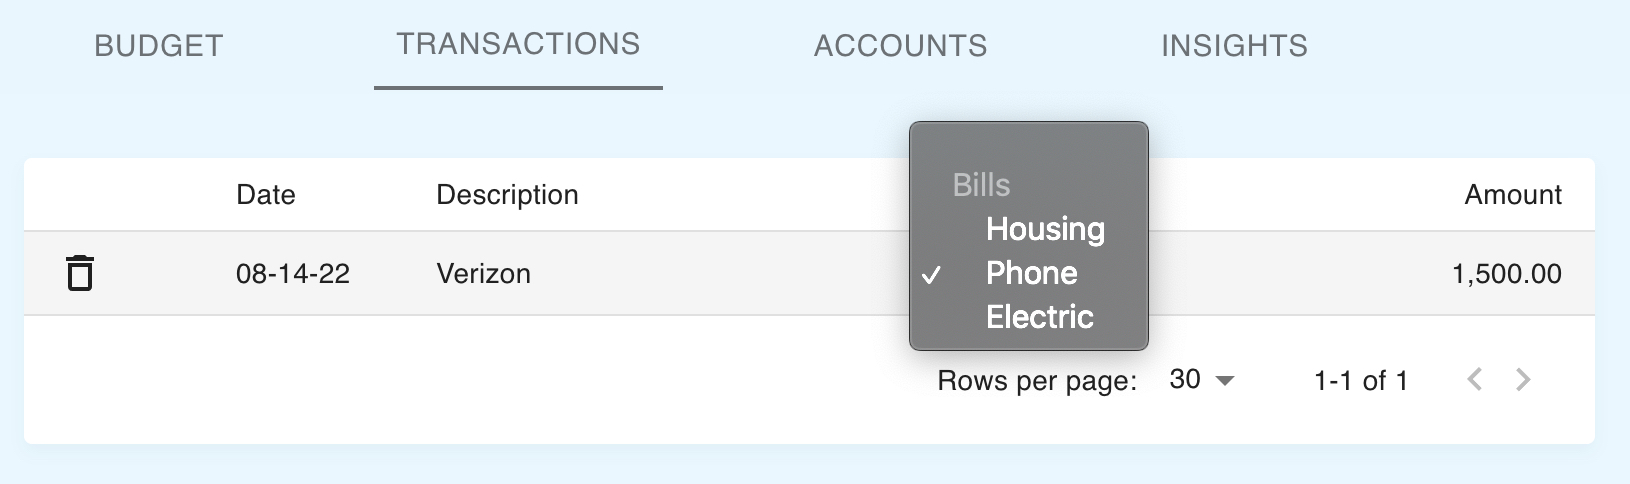 BUDGET TRANSACTIONS ACCOUNTS INSIGHTS
Date Description Amount
08-14-22 Verizon 1,500.00
Bills
Housing
✓ Phone
Electric
Rows per page: 30 1-1 of 1